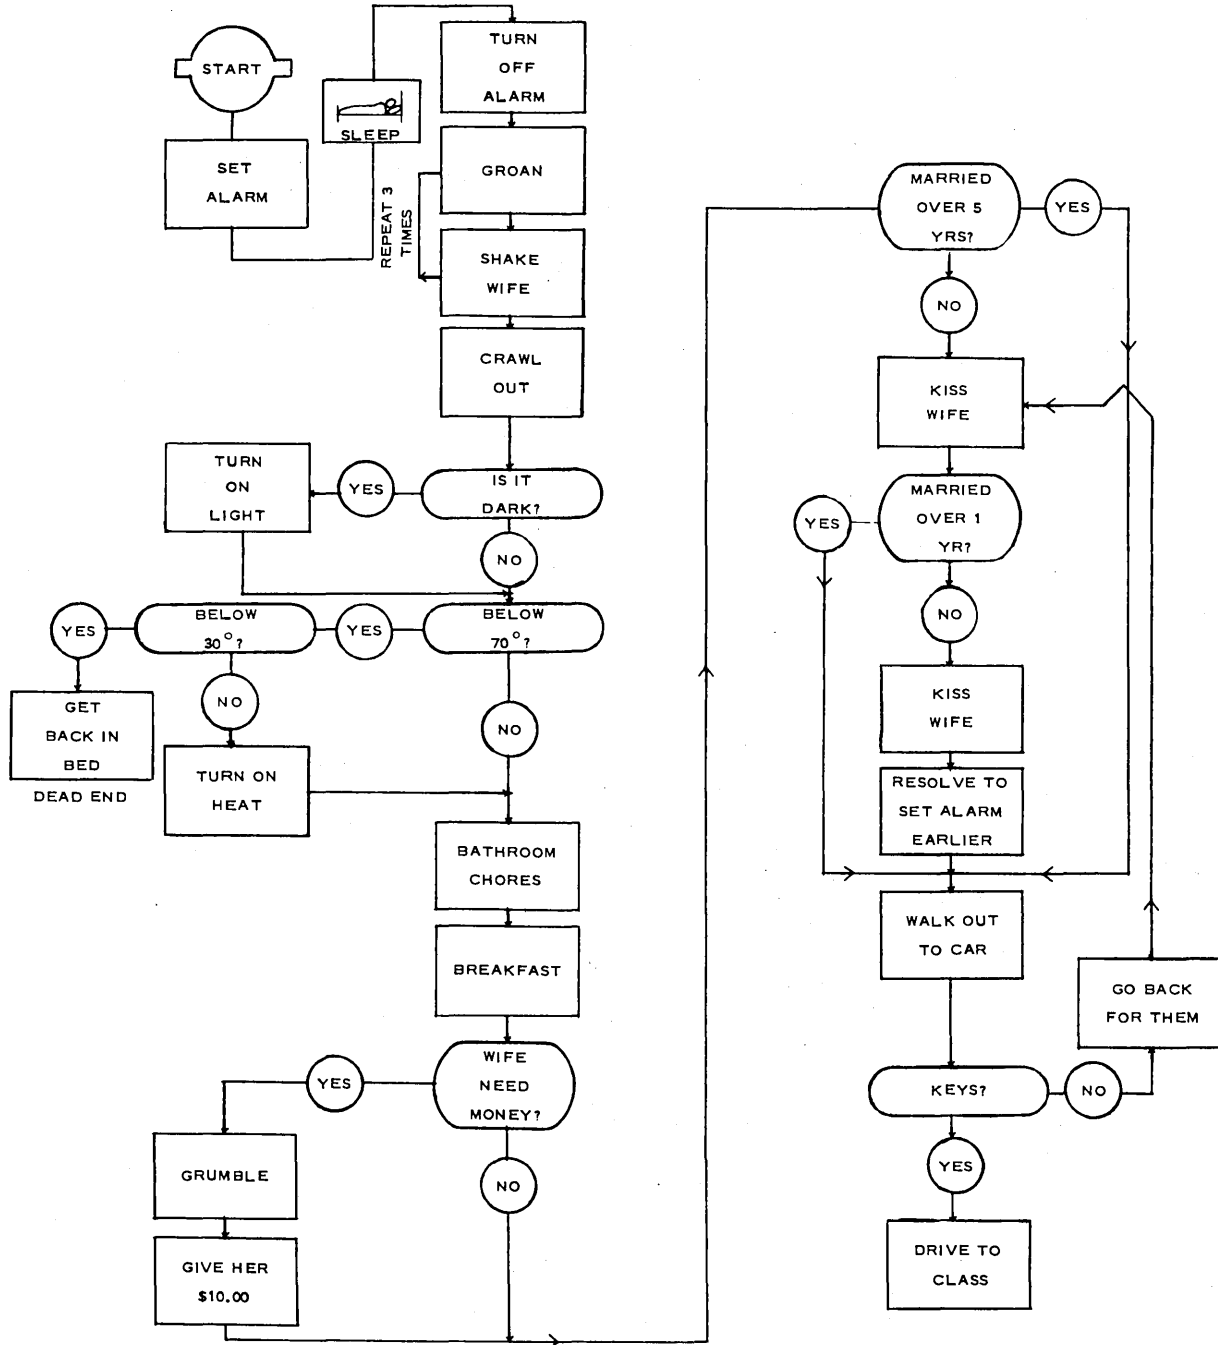 START
SET
ALARM
SLEEP
TURN
OFF
ALARM
GROAN
REPEAT 3
TIMES
SHAKE
WIFE
CRAWL
OUT
IS IT
DARK?
YES
TURN
ON
LIGHT
NO
BELOW
70°?
YES
BELOW
30°?
YES
GET
BACK IN
BED
DEAD END
NO
TURN ON
HEAT
NO
BATHROOM
CHORES
BREAKFAST
WIFE
NEED
MONEY?
YES
GRUMBLE
GIVE HER
$10.00
NO
MARRIED
OVER 5
YRS?
YES
NO
KISS
WIFE
MARRIED
OVER 1
YR?
YES
NO
KISS
WIFE
RESOLVE TO
SET ALARM
EARLIER
WALK OUT
TO CAR
GO BACK
FOR THEM
KEYS?
NO
YES
DRIVE TO
CLASS